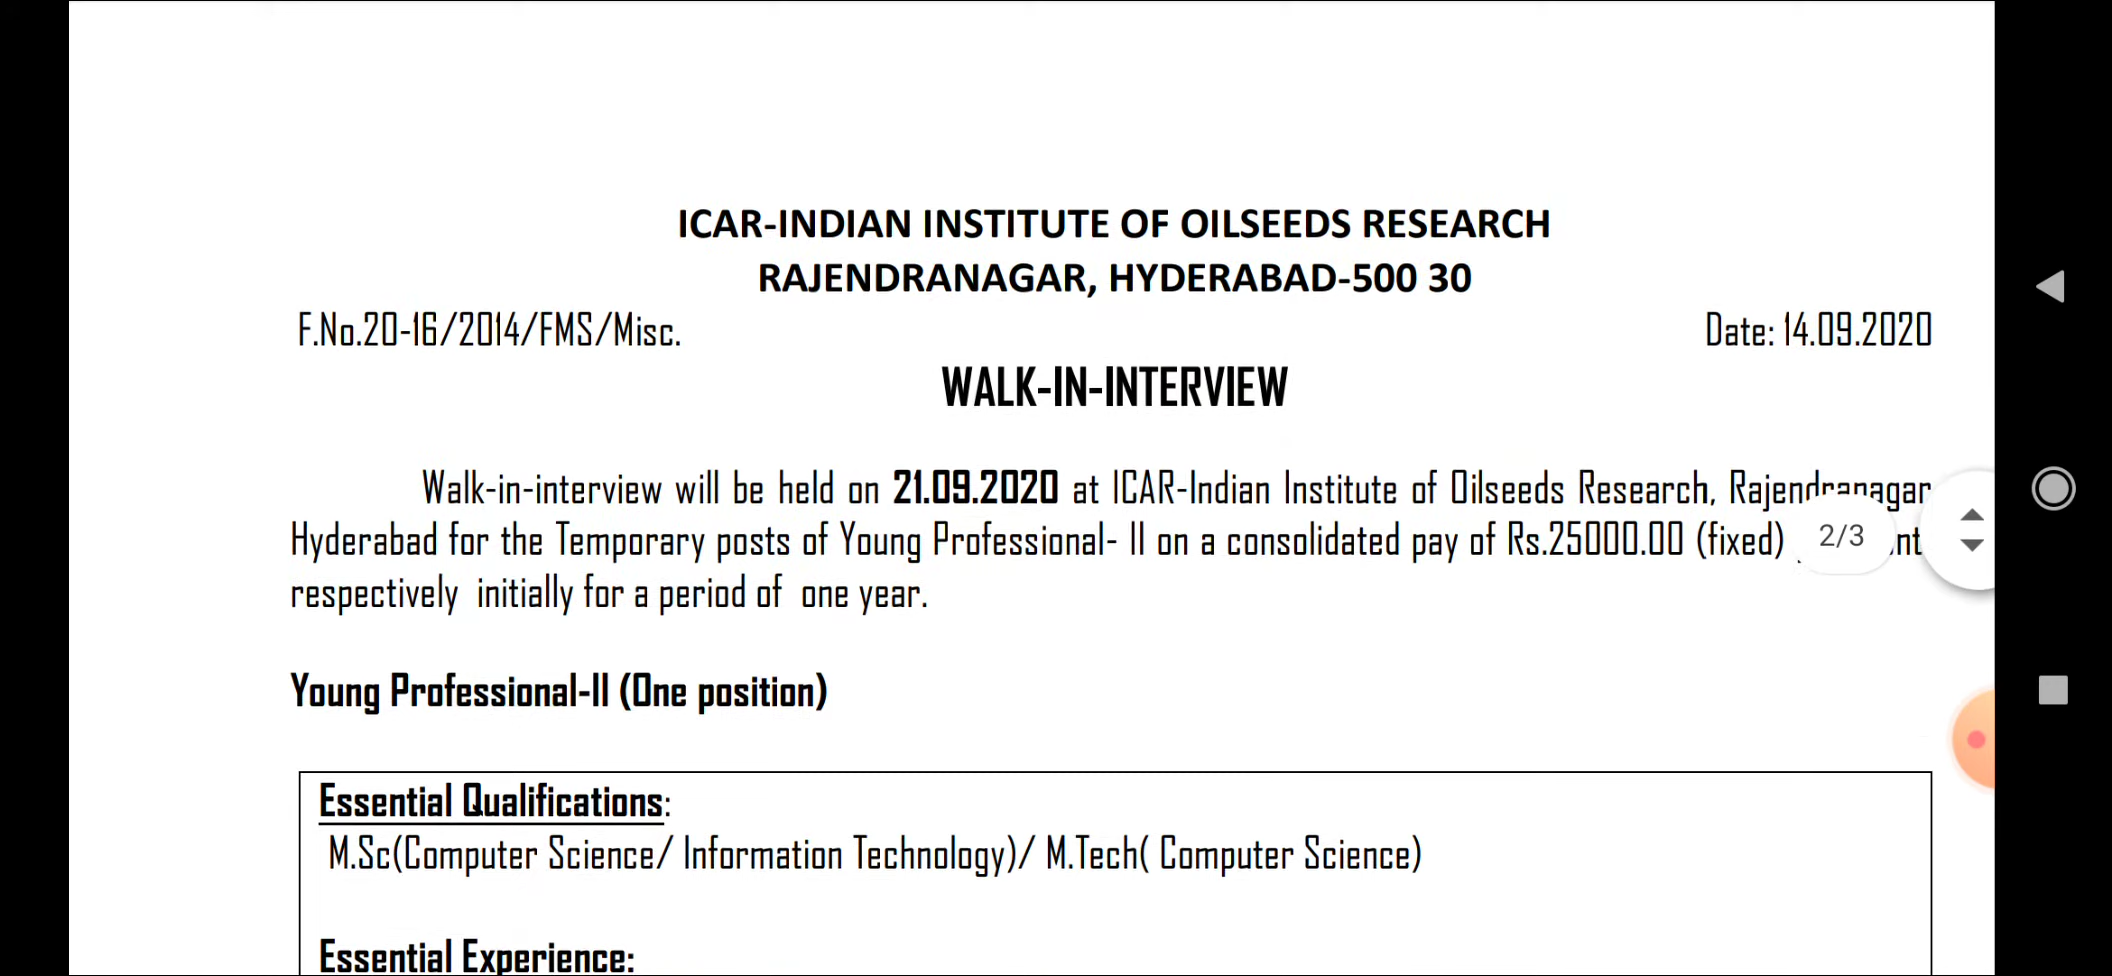 ICAR-INDIAN INSTITUTE OF OILSEEDS RESEARCH
RAJENDRANAGAR, HYDERABAD-500 30
F.No.20-16/2014/FMS/Misc. Date: 14.09.2020
WALK-IN-INTERVIEW
Walk-in-interview will be held on 21.09.2020 at ICAR-Indian Institute of Oilseeds Research, Rajendranagar
Hyderabad for the Temporary posts of Young Professional- II on a consolidated pay of Rs.25000.00 (fixed)
2/3
respectively initially for a period of one year.
Young Professional-II (One position)
Essential Qualifications:
M.Sc(Computer Science/ Information Technology)/ M.Tech( Computer Science)
Essential Experience: